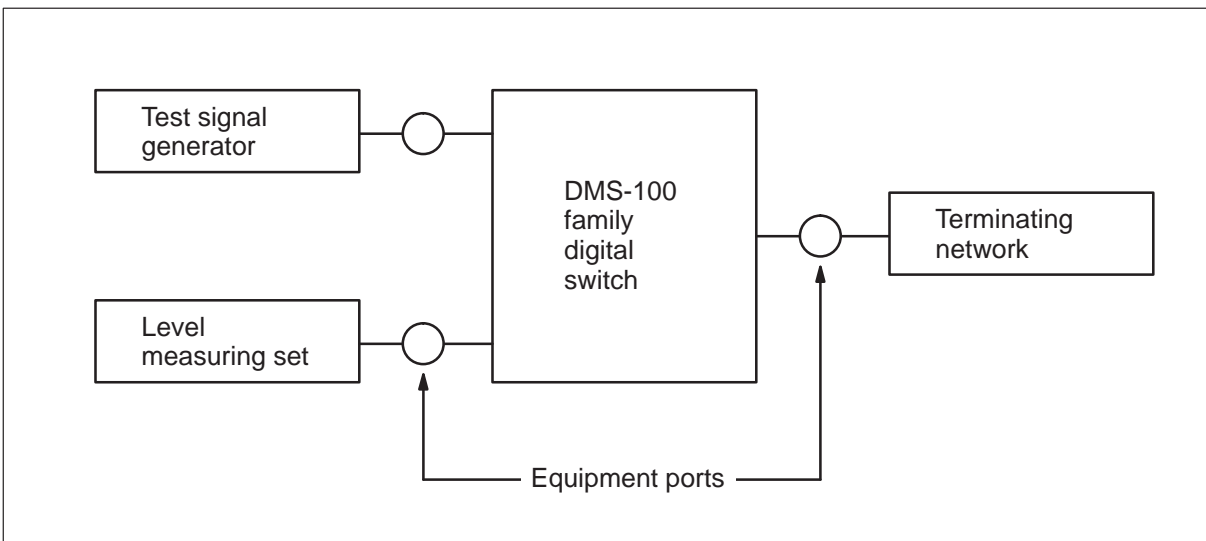 Test signal
generator
DMS-100
family
digital
switch
Terminating
network
Level
measuring set
Equipment ports